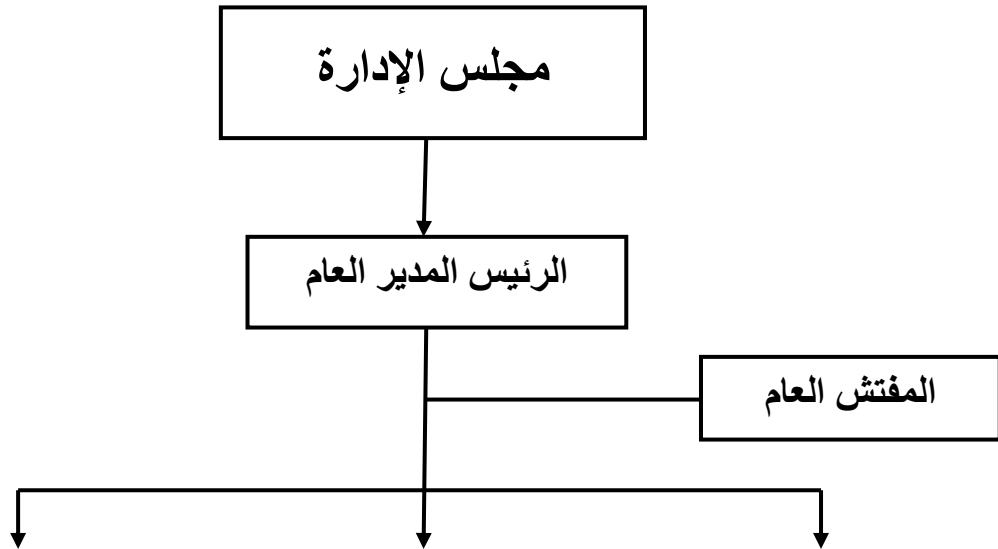 مجلس الإدارة
الرئيس المدير العام
المفتش العام